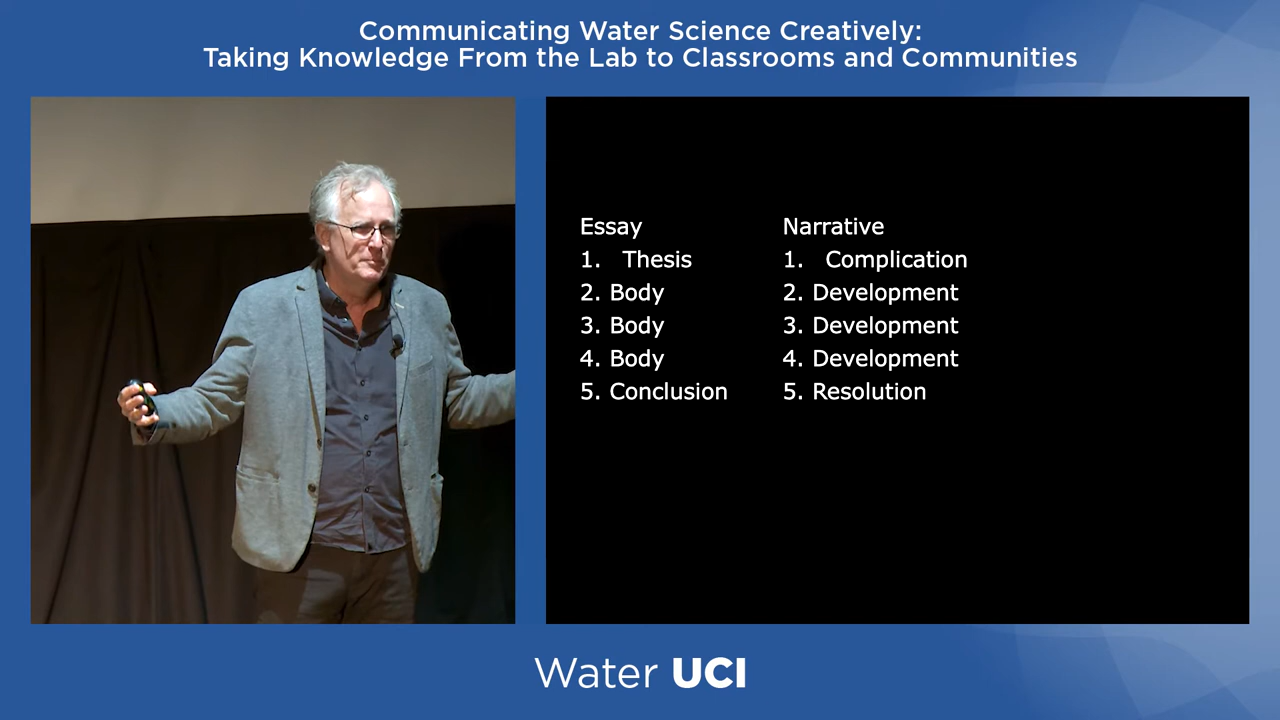 Communicating Water Science Creatively:
Taking Knowledge From the Lab to Classrooms and Communities
Essay
1. Thesis
2. Body
3. Body
4. Body
5. Conclusion
Narrative
1. Complication
2. Development
3. Development
4. Development
5. Resolution
Water UCI